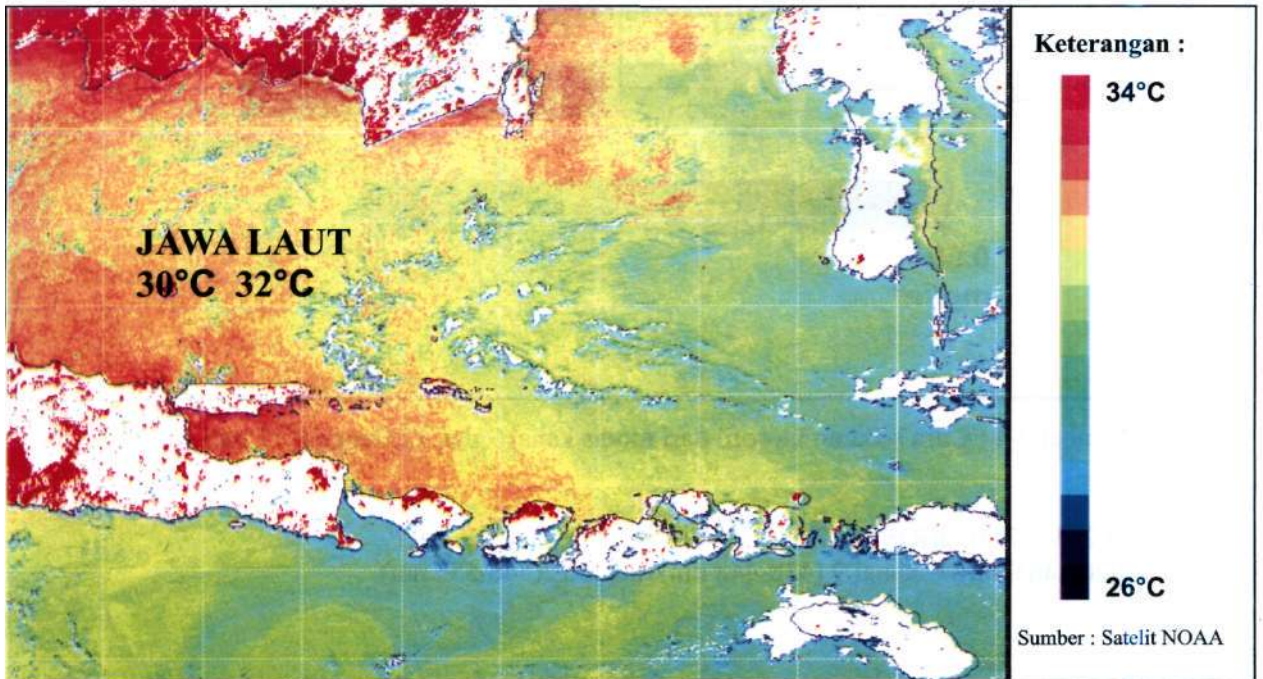 JAWA LAUT
30°C 32°C
Keterangan :
34°C
26°C
Sumber : Satelit NOAA